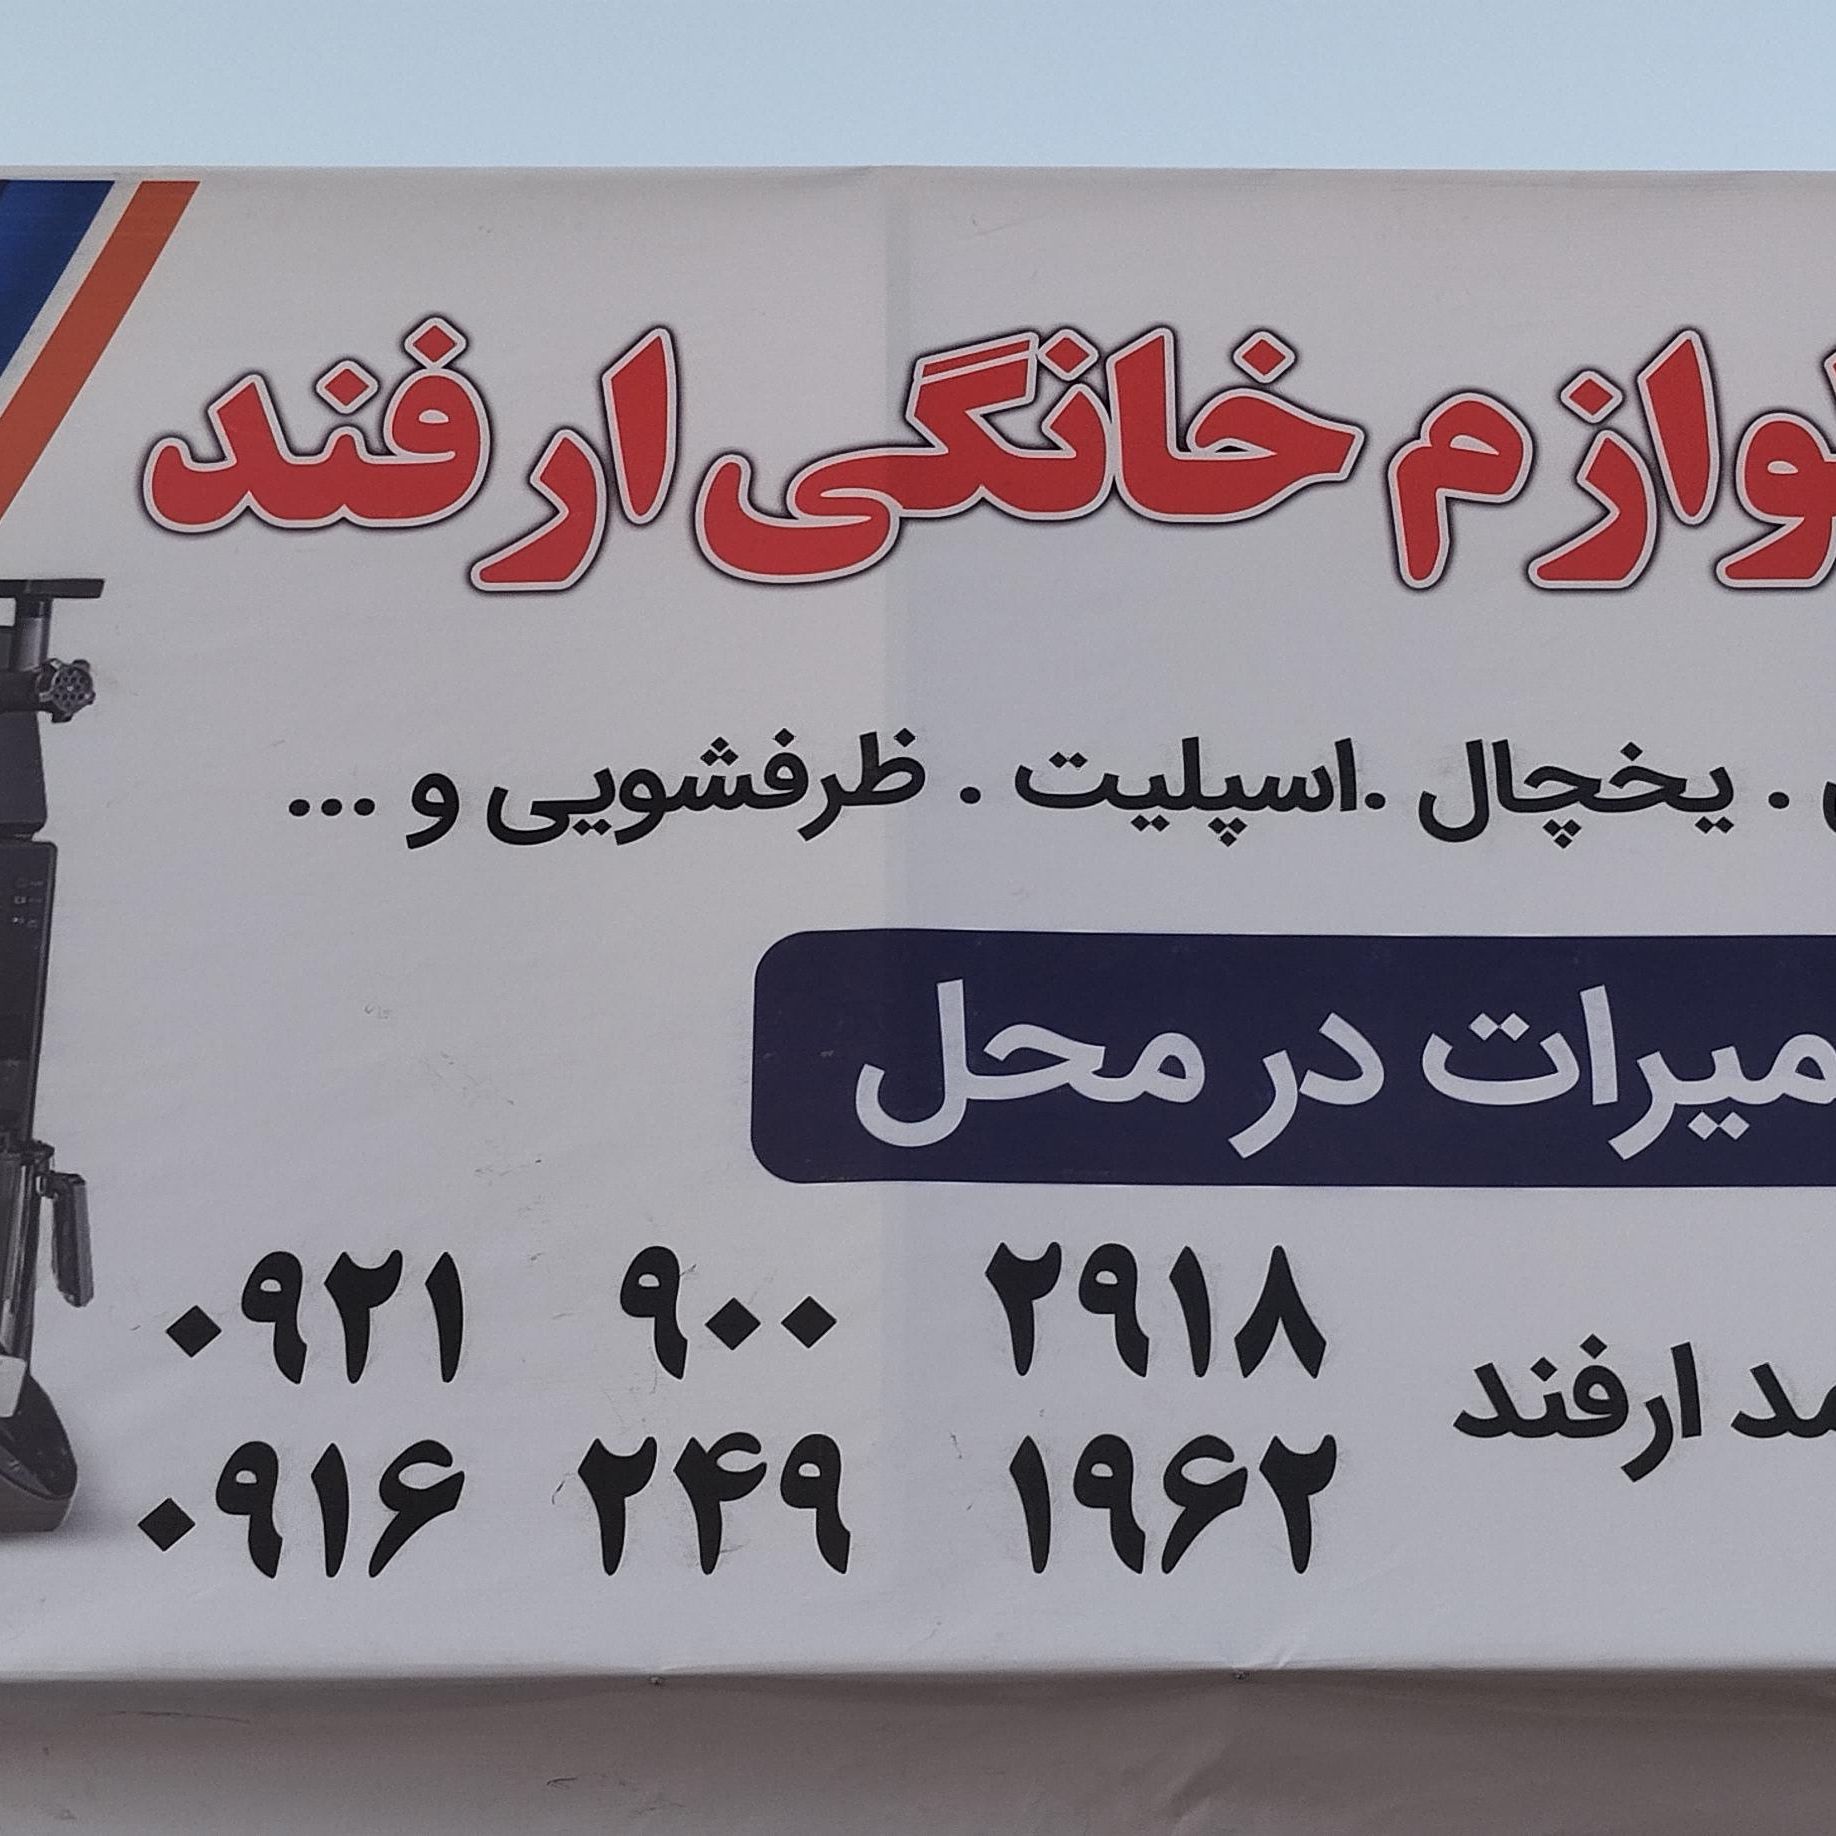 لوازم خانگی ارفند
. یخچال .اسپلیت . ظرفشویی و ...
میرات در محل
۰۹۲۱ ۹۰۰ ۲۹۱۸
مد ارفند
۰۹۱۶ ۲۴۹ ۱۹۶۲